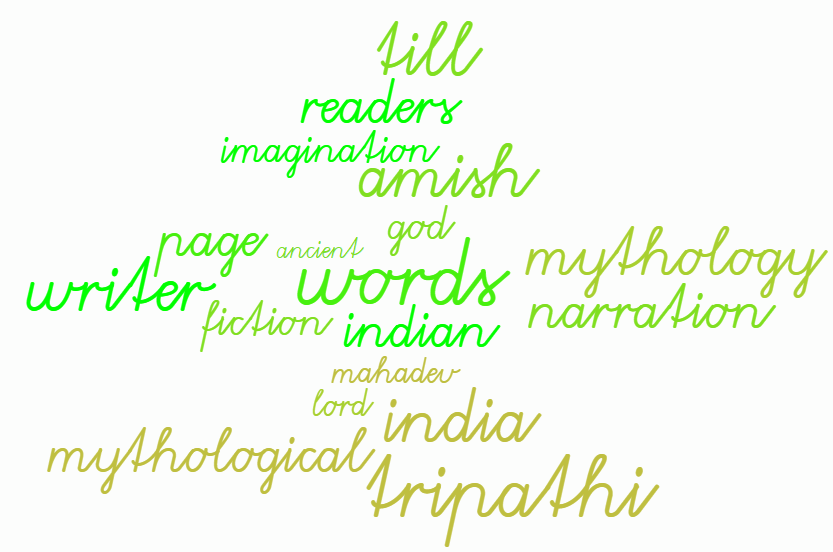 till
readers
imagination
amish
god
page
ancient
mythology
writer
words
narration
fiction
indian
mahadev
lord
india
mythological
tripathi